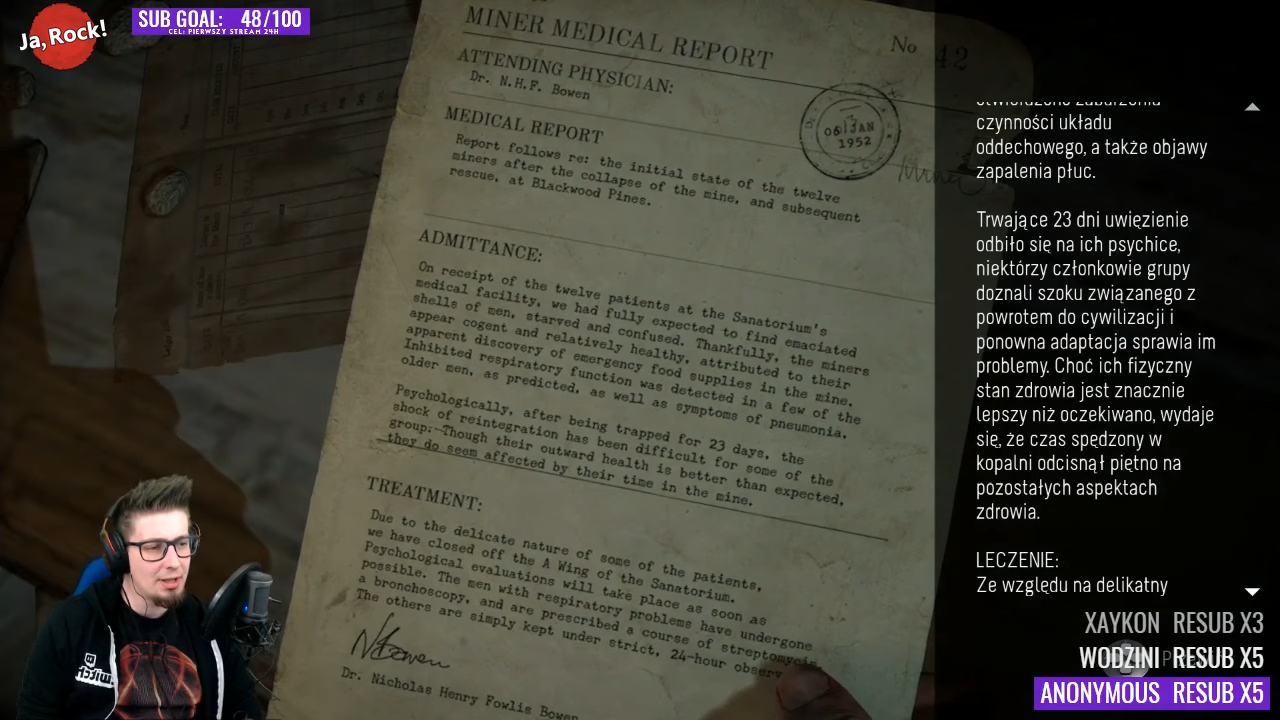 Ja, Rock!
SUB GOAL: 48/100
CEL: PIERWSZY STREAM 24H
MINER MEDICAL REPORT
No 42
ATTENDING PHYSICIAN:
Dr. N.H.F. Bowen
06 JAN
1952
MEDICAL REPORT
Report follows re: the initial state of the twelve
miners after the collapse of the mine, and subsequent
rescue, at Blackwood Pines.
ADMITTANCE:
On receipt of the twelve patients at the Sanatorium's
medical facility, we had fully expected to find emaciated
shells of men, starved and confused. Thankfully, the miners
appear cogent and relatively healthy, attributed to their
apparent discovery of emergency food supplies in the mine.
Inhibited respiratory function was detected in a few of the
older men, as predicted, as well as symptoms of pneumonia.
Psychologically, after being trapped for 23 days, the
shock of reintegration has been difficult for some of the
group. Though their outward health is better than expected,
they do seem affected by their time in the mine.
TREATMENT:
Due to the delicate nature of some of the patients,
we have closed off the A Wing of the Sanatorium.
Psychological evaluations will take place as soon as
possible. The men with respiratory problems have undergone
a bronchoscopy, and are prescribed a course of streptomycin
The others are simply kept under strict, 24-hour observ
NBowen
Dr. Nicholas Henry Fowlis Bowen
czynności układu
oddechowego, a także objawy
zapalenia płuc.
Trwające 23 dni uwięzienie
odbiło się na ich psychice,
niektórzy członkowie grupy
doznali szoku związanego z
powrotem do cywilizacji i
ponowna adaptacja sprawia im
problemy. Choć ich fizyczny
stan zdrowia jest znacznie
lepszy niż oczekiwano, wydaje
się, że czas spędzony w
kopalni odcisnął piętno na
pozostałych aspektach
zdrowia.
LECZENIE:
Ze względu na delikatny
XAYKON RESUB X3
WODZINI RESUB X5
ANONYMOUS RESUB X5